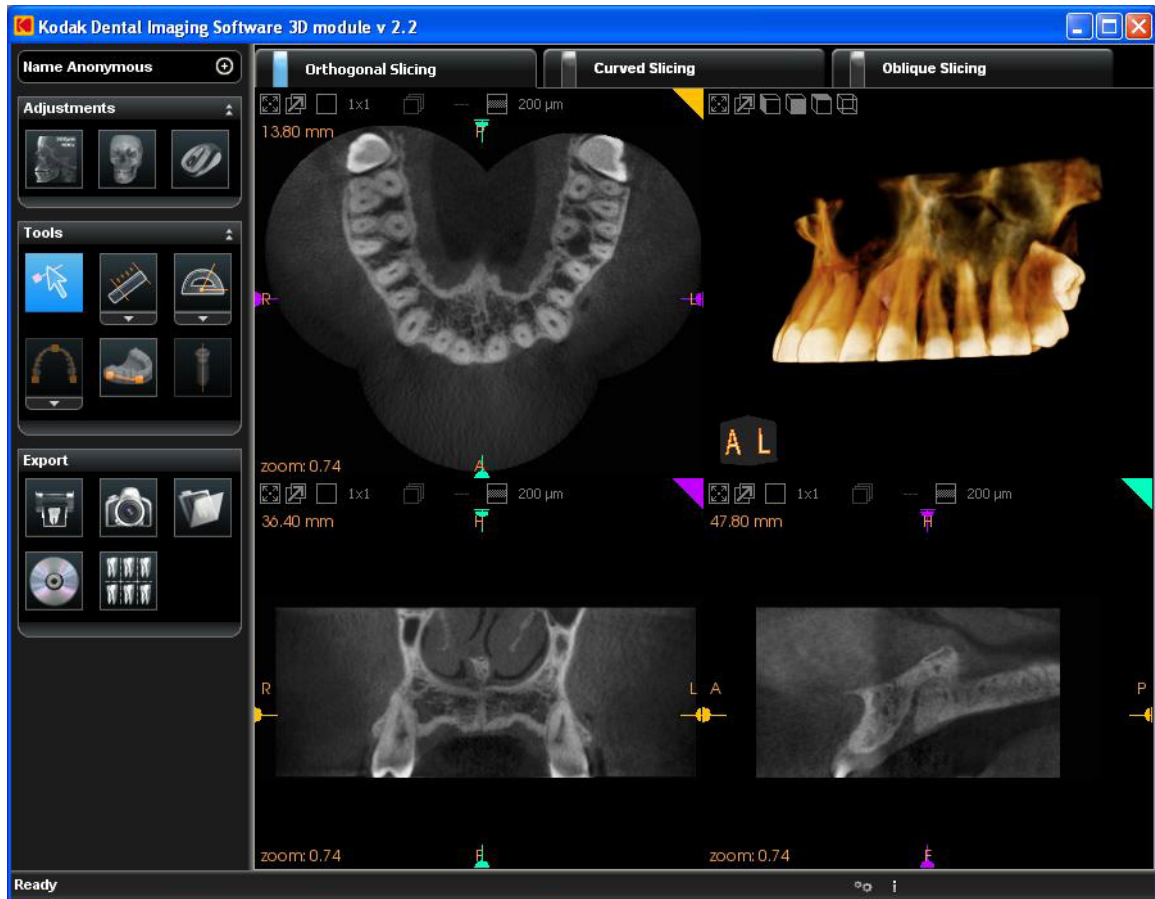 Kodak Dental Imaging Software 3D module v 2.2
Name Anonymous
Adjustments
Tools
Export
Orthogonal Slicing
Curved Slicing
Oblique Slicing
1x1
200 µm
13.80 mm
P
R
L
zoom: 0.74
A
A L
1x1
200 µm
36.40 mm
H
R
L
zoom: 0.74
F
1x1
200 µm
47.80 mm
H
A
P
zoom: 0.74
F
Ready